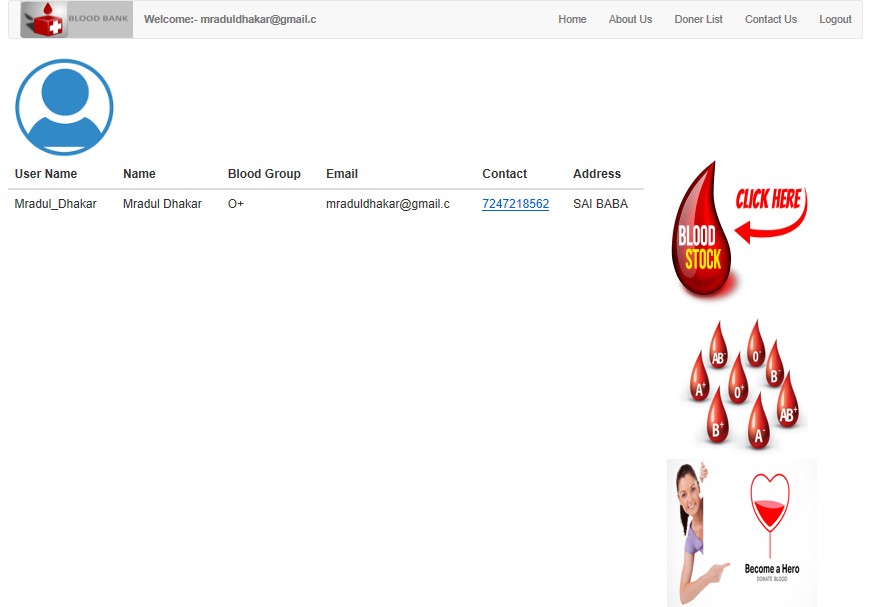 BLOOD BANK Welcome:- mraduldhakar@gmail.c Home About Us Doner List Contact Us Logout
User Name Name Blood Group Email Contact Address
Mradul_Dhakar Mradul Dhakar O+ mraduldhakar@gmail.c 7247218562 SAI BABA
CLICK HERE
BLOOD
STOCK
AB- O-
B-
A+ O+
AB+
B+ A-
Become a Hero
DONATE BLOOD